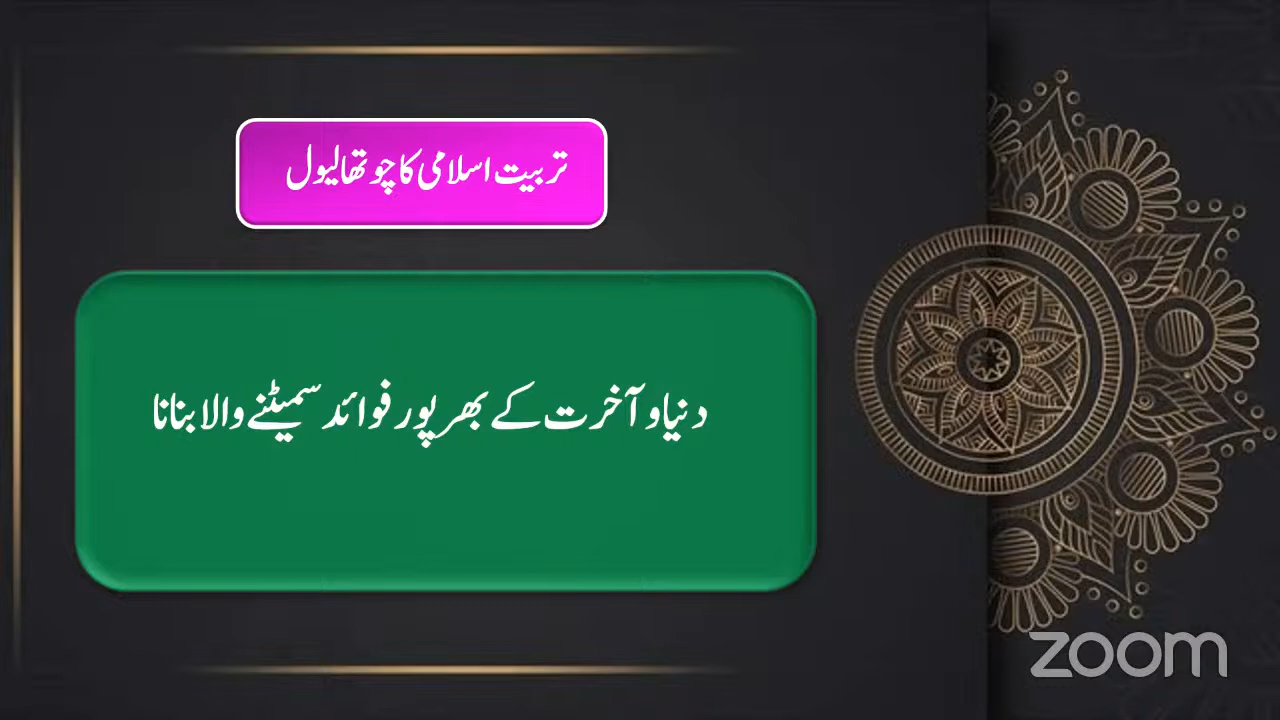 تربیت اسلامی کا چوتھا لیول
دنیا و آخرت کے بھرپور فوائد سمیٹنے والا بنانا
zoom